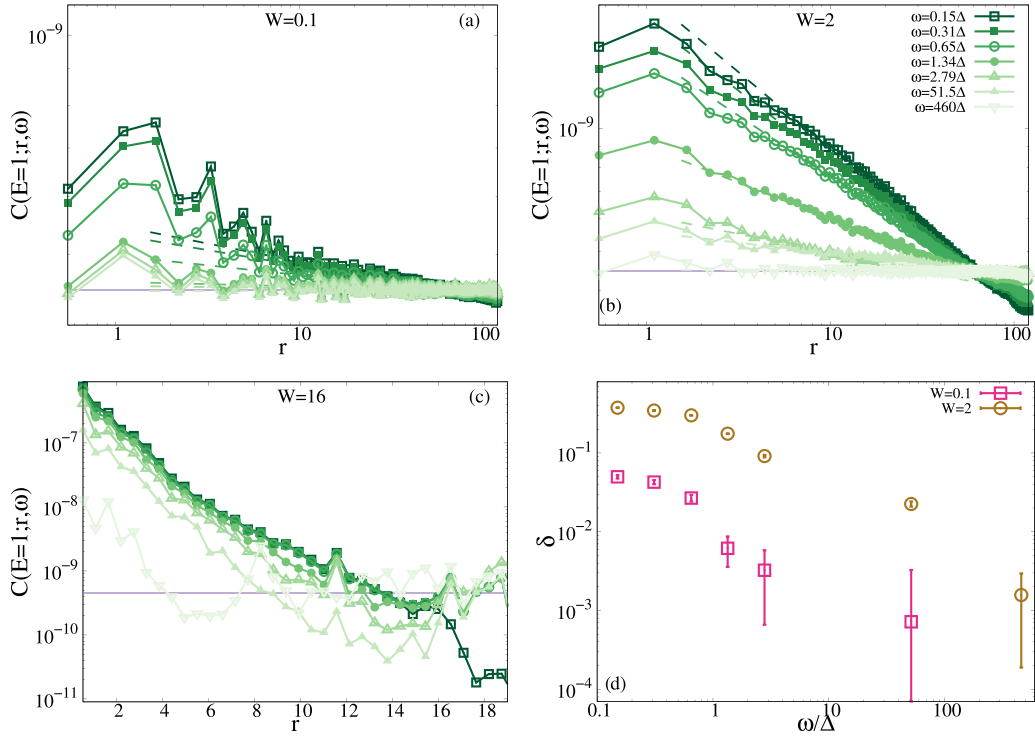 W=0.1
(a)
10⁻⁹
C(E=1;r,ω)
1
10
100
r
W=2
ω=0.15Δ
ω=0.31Δ
ω=0.65Δ
ω=1.34Δ
ω=2.79Δ
ω=51.5Δ
ω=460Δ
10⁻⁹
C(E=1;r,ω)
(b)
1
10
100
r
W=16
(c)
10⁻⁷
10⁻⁸
10⁻⁹
10⁻¹⁰
10⁻¹¹
C(E=1;r,ω)
2
4
6
8
10
12
14
16
18
r
W=0.1
W=2
10⁻¹
10⁻²
10⁻³
10⁻⁴
δ
(d)
0.1
1
10
100
ω/Δ